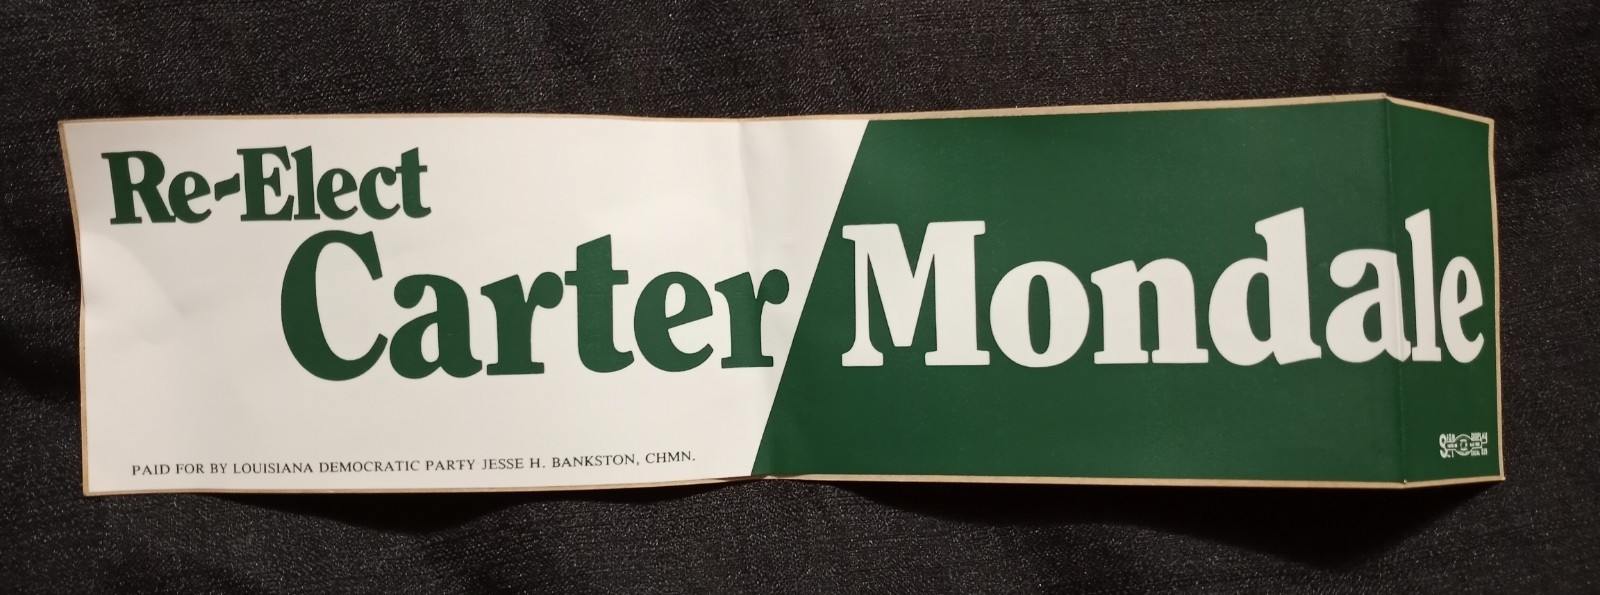 Re-Elect
Carter/Mondale
PAID FOR BY LOUISIANA DEMOCRATIC PARTY JESSE H. BANKSTON, CHMN.